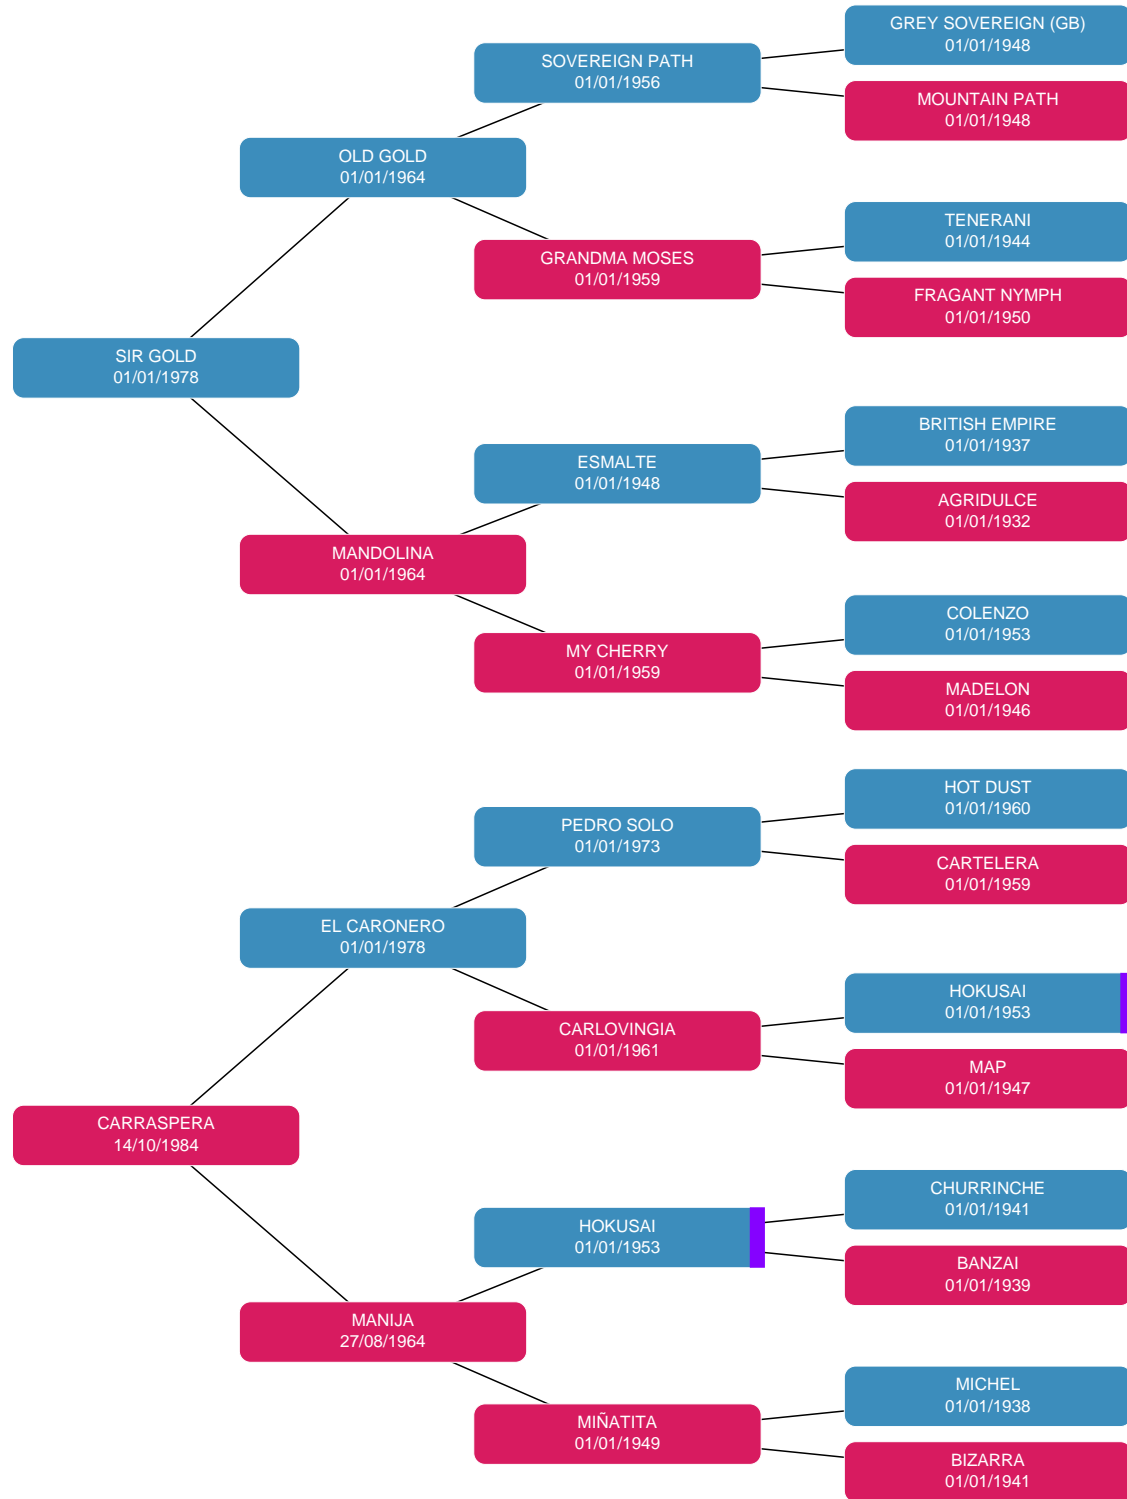 GREY SOVEREIGN (GB)
01/01/1948
SOVEREIGN PATH
01/01/1956
MOUNTAIN PATH
01/01/1948
OLD GOLD
01/01/1964
TENERANI
01/01/1944
GRANDMA MOSES
01/01/1959
FRAGANT NYMPH
01/01/1950
SIR GOLD
01/01/1978
BRITISH EMPIRE
01/01/1937
ESMALTE
01/01/1948
AGRIDULCE
01/01/1932
MANDOLINA
01/01/1964
COLENZO
01/01/1953
MY CHERRY
01/01/1959
MADELON
01/01/1946
HOT DUST
01/01/1960
PEDRO SOLO
01/01/1973
CARTELERA
01/01/1959
EL CARONERO
01/01/1978
HOKUSAI
01/01/1953
CARLOVINGIA
01/01/1961
MAP
01/01/1947
CARRASPERA
14/10/1984
CHURRINCHE
01/01/1941
HOKUSAI
01/01/1953
BANZAI
01/01/1939
MANIJA
27/08/1964
MICHEL
01/01/1938
MIÑATITA
01/01/1949
BIZARRA
01/01/1941